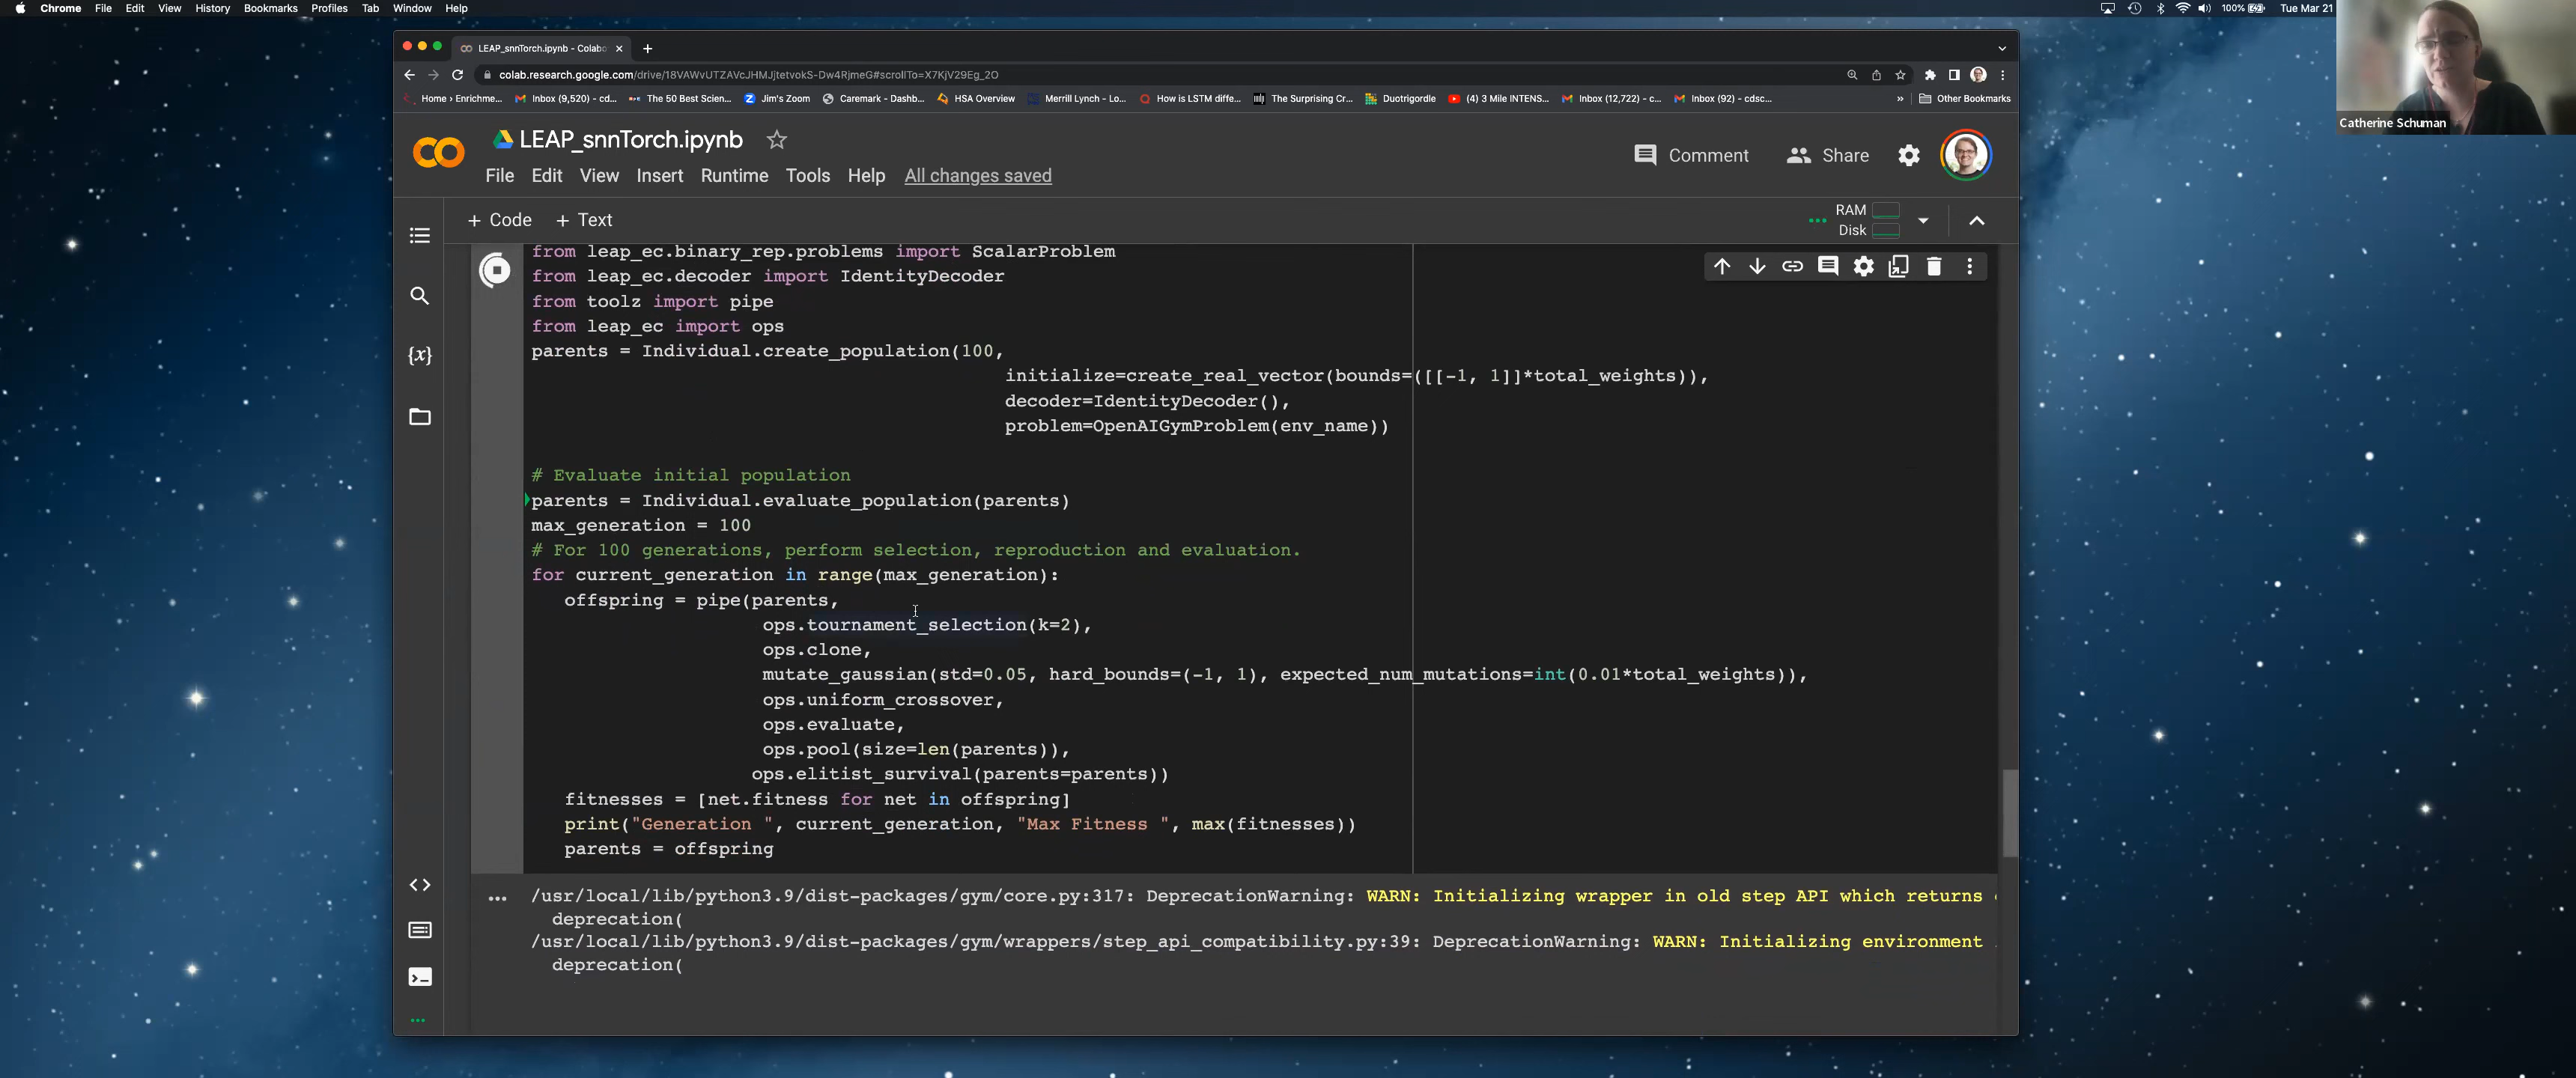 Chrome File Edit View History Bookmarks Profiles Tab Window Help
100% Tue Mar 21
LEAP_snnTorch.ipynb - Colabo
colab.research.google.com/drive/18VAWvUTZAVcJHMJjtetvokS-Dw4RjmeG#scrollTo=X7KjV29Eg_2O
Home › Enrichme... Inbox (9,520) – cd... The 50 Best Scien... Jim's Zoom Caremark - Dashb... HSA Overview Merrill Lynch - Lo... How is LSTM diffe... The Surprising Cr... Duotrigordle (4) 3 Mile INTENS... Inbox (12,722) – c... Inbox (92) – cdsc... » Other Bookmarks
Catherine Schuman
LEAP_snnTorch.ipynb
Comment Share
File Edit View Insert Runtime Tools Help All changes saved
+ Code + Text
RAM
Disk
from leap_ec.binary_rep.problems import ScalarProblem
from leap_ec.decoder import IdentityDecoder
from toolz import pipe
from leap_ec import ops
parents = Individual.create_population(100,
initialize=create_real_vector(bounds=([[-1, 1]]*total_weights)),
decoder=IdentityDecoder(),
problem=OpenAIGymProblem(env_name))
# Evaluate initial population
parents = Individual.evaluate_population(parents)
max_generation = 100
# For 100 generations, perform selection, reproduction and evaluation.
for current_generation in range(max_generation):
offspring = pipe(parents,
ops.tournament_selection(k=2),
ops.clone,
mutate_gaussian(std=0.05, hard_bounds=(-1, 1), expected_num_mutations=int(0.01*total_weights)),
ops.uniform_crossover,
ops.evaluate,
ops.pool(size=len(parents)),
ops.elitist_survival(parents=parents))
fitnesses = [net.fitness for net in offspring]
print("Generation ", current_generation, "Max Fitness ", max(fitnesses))
parents = offspring
/usr/local/lib/python3.9/dist-packages/gym/core.py:317: DeprecationWarning: WARN: Initializing wrapper in old step API which returns
deprecation(
/usr/local/lib/python3.9/dist-packages/gym/wrappers/step_api_compatibility.py:39: DeprecationWarning: WARN: Initializing environment
deprecation(